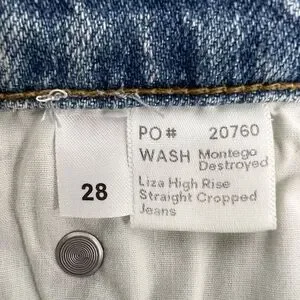 28
PO# 20760
WASH Montego
Destroyed
Liza High Rise
Straight Cropped
Jeans